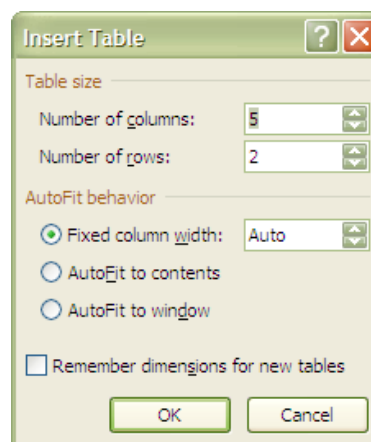 Insert Table ?
Table size
Number of columns: 5
Number of rows: 2
AutoFit behavior
Fixed column width: Auto
AutoFit to contents
AutoFit to window
Remember dimensions for new tables
OK Cancel